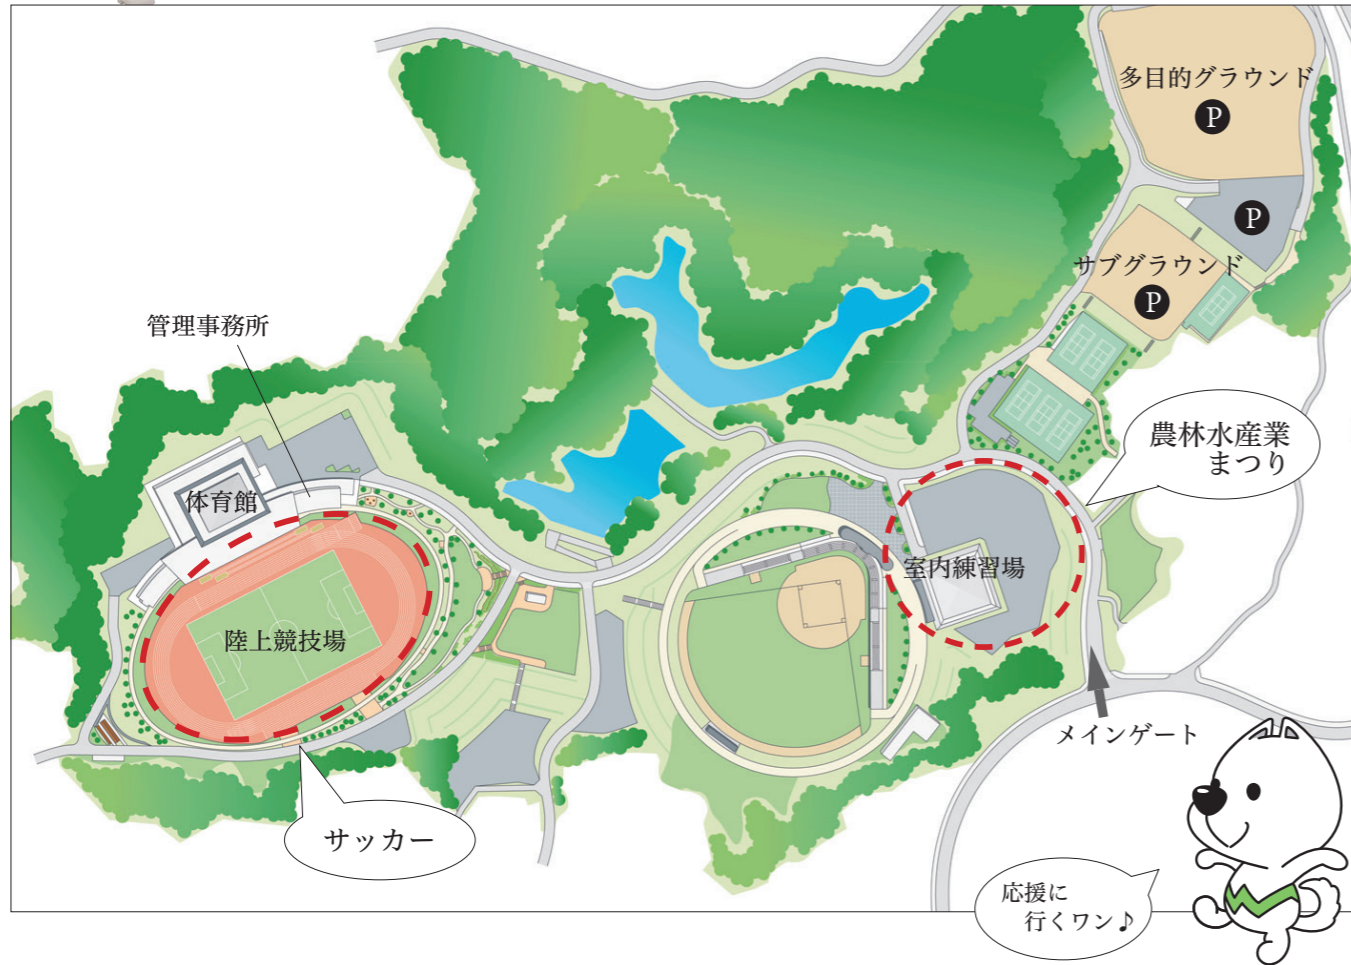 多目的グラウンド
P
P
サブグラウンド
P
管理事務所
農林水産業
まつり
体育館
室内練習場
陸上競技場
メインゲート
サッカー
応援に
行くワン♪